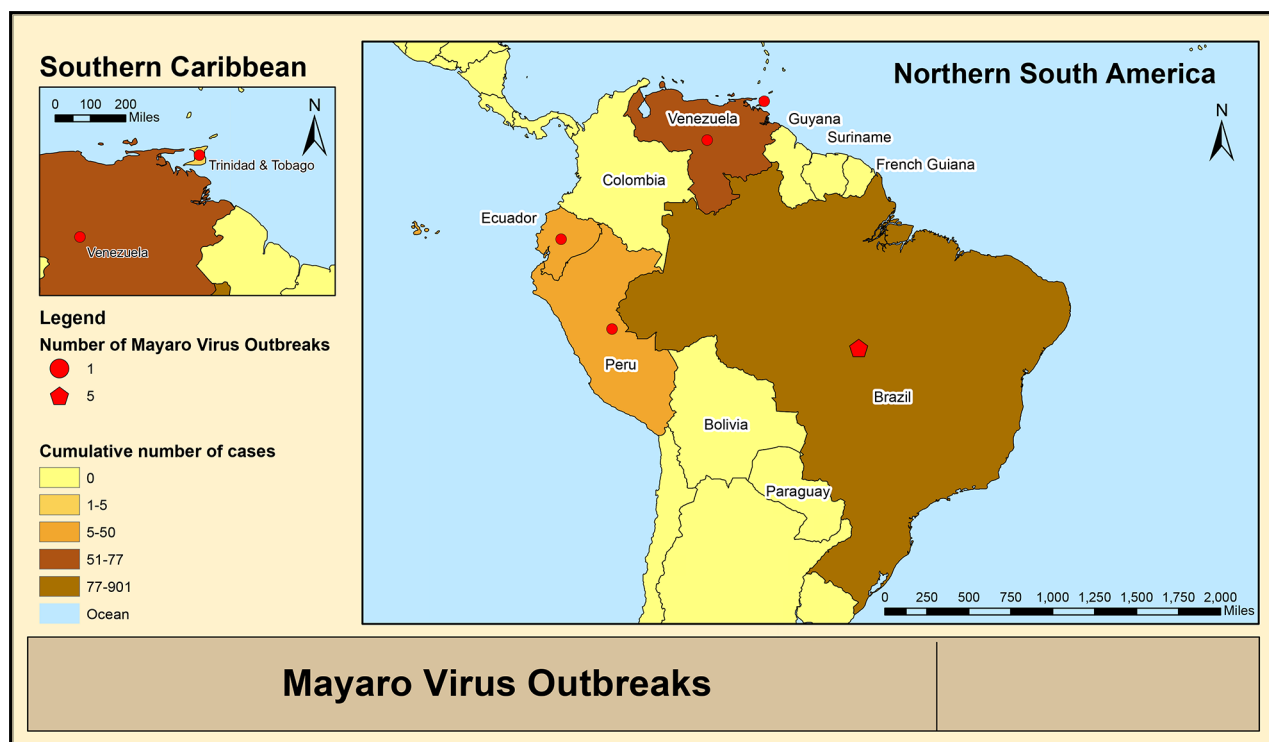 Southern Caribbean
0 100 200
Miles
N
Trinidad & Tobago
Venezuela
Legend
Number of Mayaro Virus Outbreaks
1
5
Cumulative number of cases
0
1-5
5-50
51-77
77-901
Ocean
Northern South America
N
Venezuela
Guyana
Suriname
French Guiana
Colombia
Ecuador
Peru
Brazil
Bolivia
Paraguay
0 250 500 750 1,000 1,250 1,500 1,750 2,000
Miles
Mayaro Virus Outbreaks